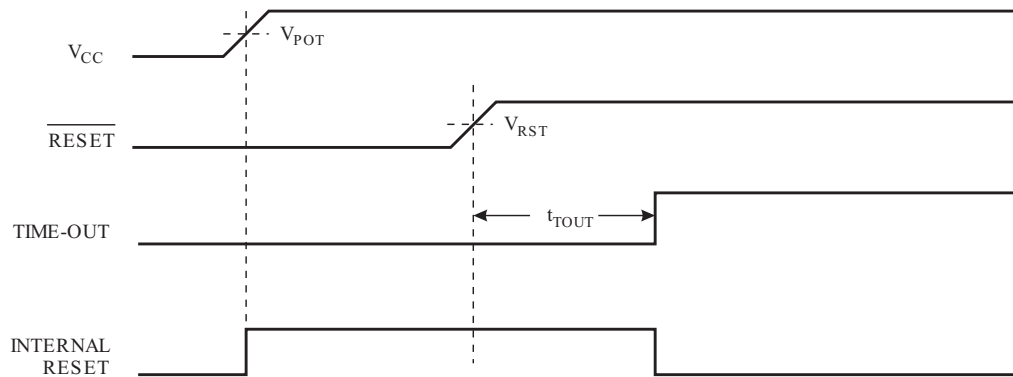 V_CC
V_POT
RESET
V_RST
TIME-OUT
t_TOUT
INTERNAL
RESET